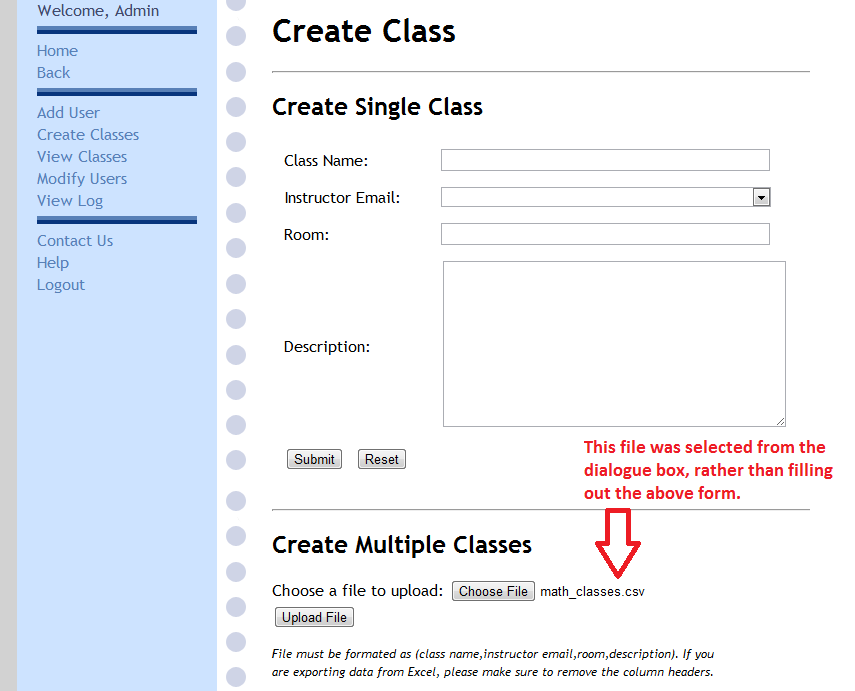 Welcome, Admin
Home
Back
Add User
Create Classes
View Classes
Modify Users
View Log
Contact Us
Help
Logout
Create Class
Create Single Class
Class Name:
Instructor Email:
Room:
Description:
Submit Reset
This file was selected from the
dialogue box, rather than filling
out the above form.
Create Multiple Classes
Choose a file to upload: Choose File math_classes.csv
Upload File
File must be formated as (class name,instructor email,room,description). If you
are exporting data from Excel, please make sure to remove the column headers.